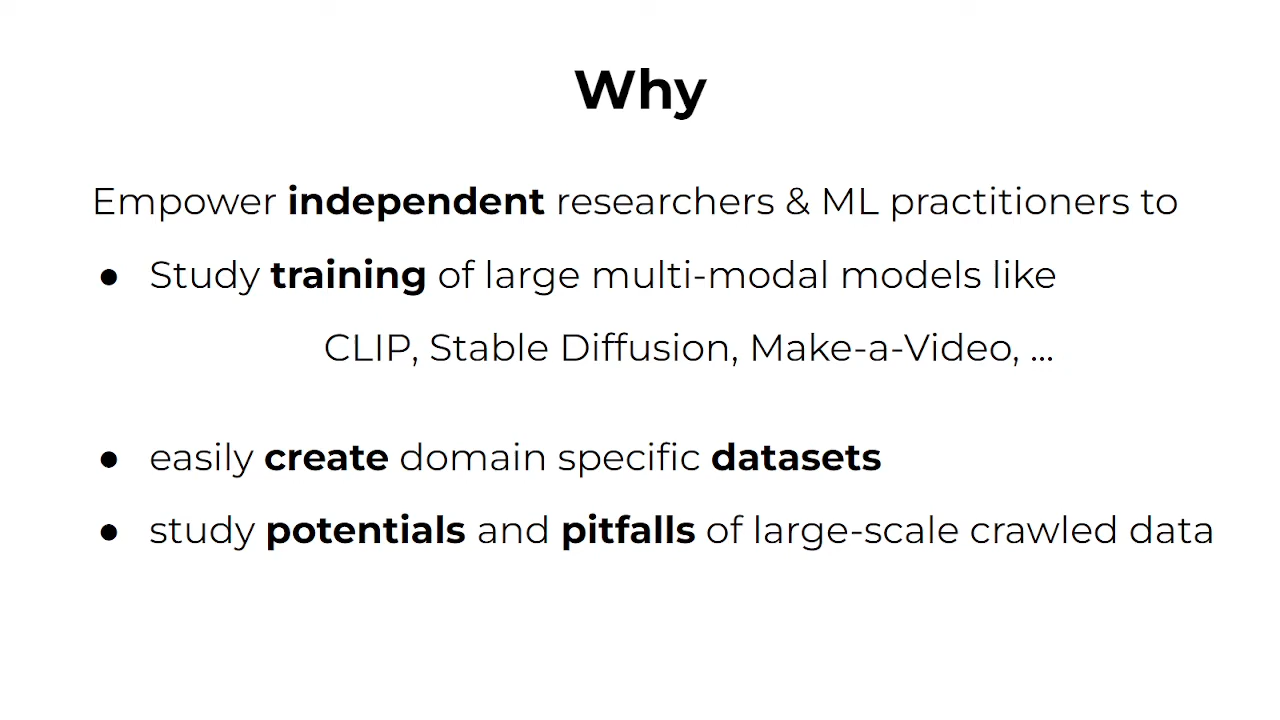 Why
Empower independent researchers & ML practitioners to
● Study training of large multi-modal models like
CLIP, Stable Diffusion, Make-a-Video, ...
● easily create domain specific datasets
● study potentials and pitfalls of large-scale crawled data